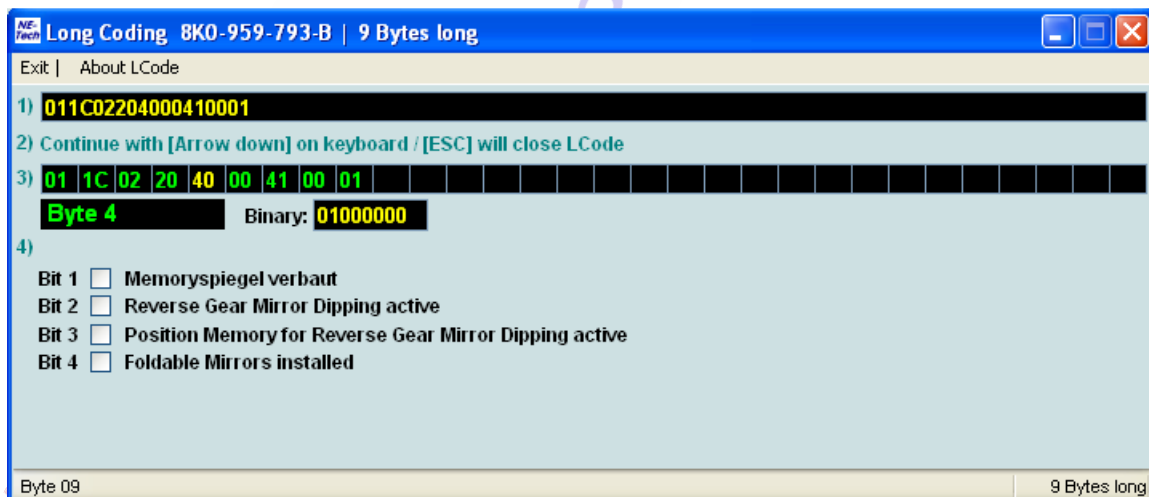 NE-Tech Long Coding 8K0-959-793-B | 9 Bytes long
Exit | About LCode
1) 011C02204000410001
2) Continue with [Arrow down] on keyboard / [ESC] will close LCode
3) 01 1C 02 20 40 00 41 00 01
Byte 4 Binary: 01000000
4)
Bit 1 Memoryspiegel verbaut
Bit 2 Reverse Gear Mirror Dipping active
Bit 3 Position Memory for Reverse Gear Mirror Dipping active
Bit 4 Foldable Mirrors installed
Byte 09 9 Bytes long